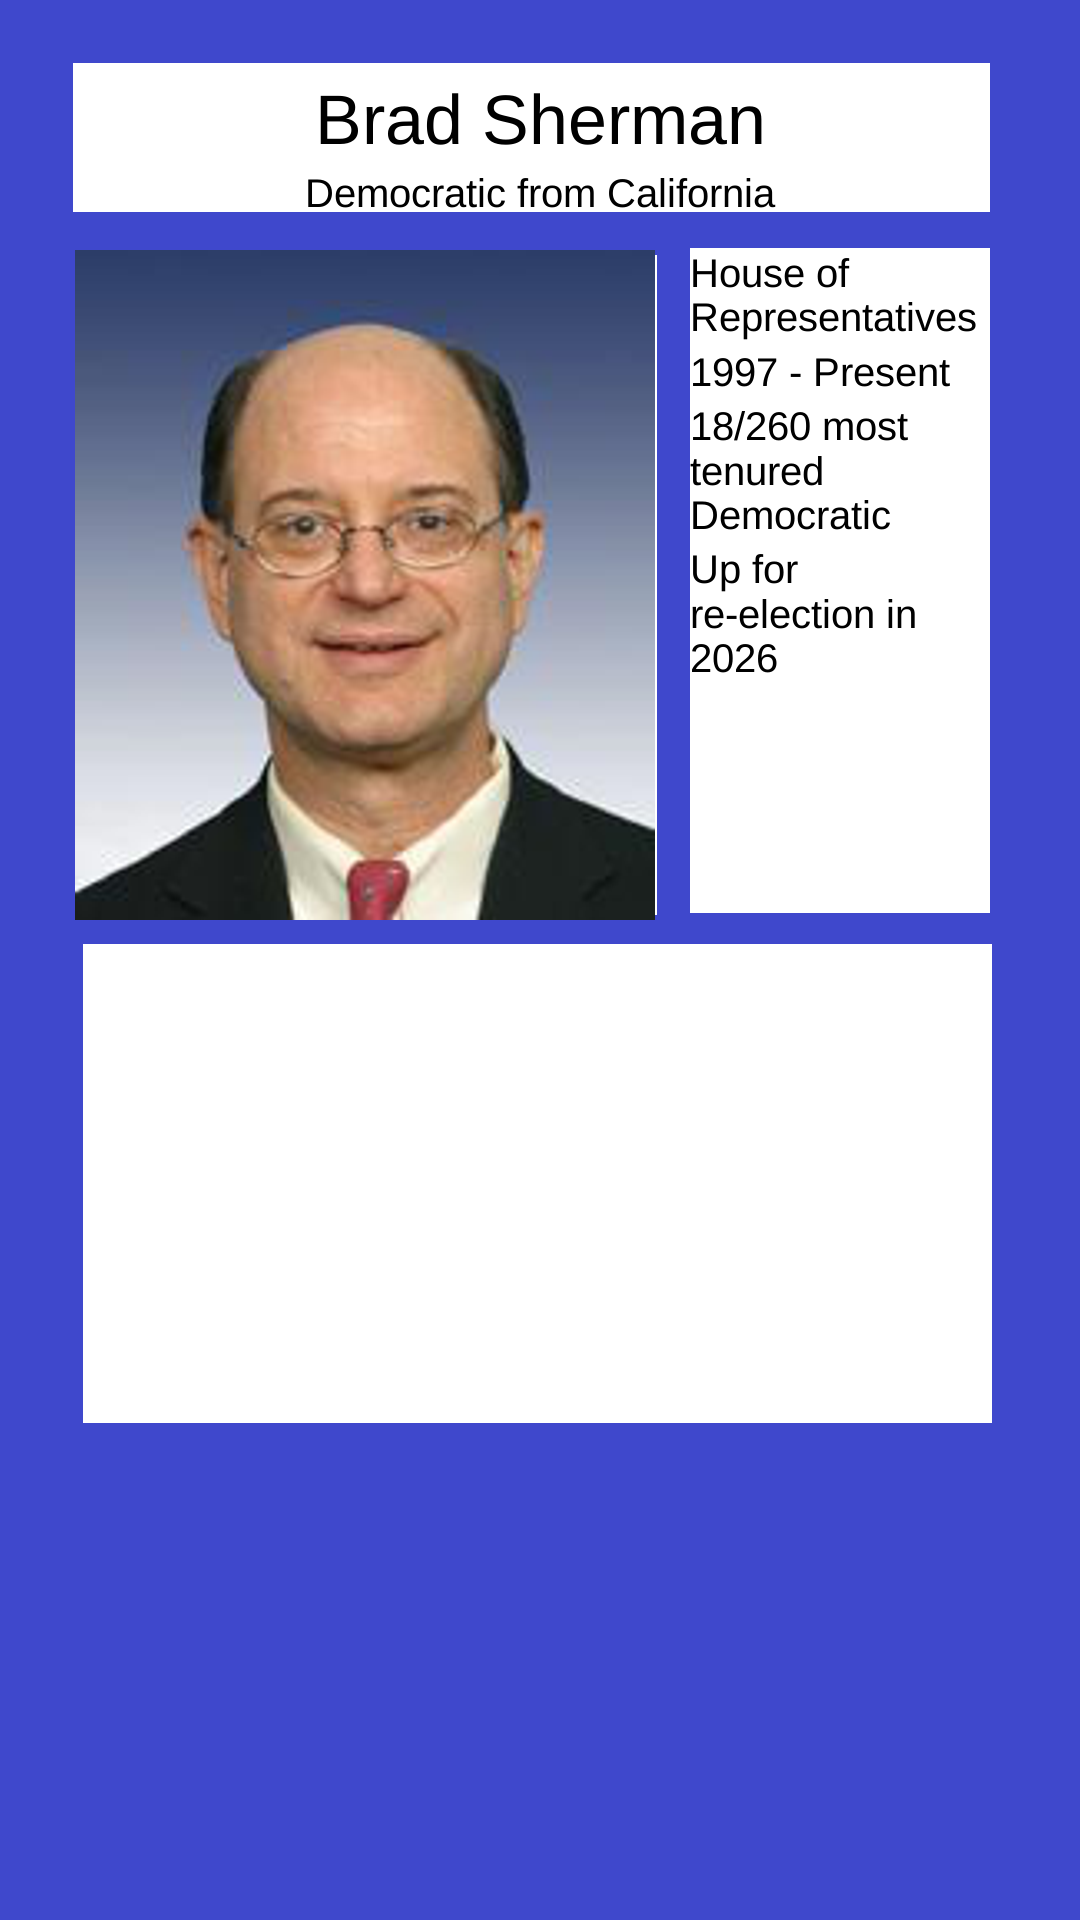 Brad Sherman
Democratic from California
House of
Representatives
1997 - Present
18/260 most
tenured
Democratic
Up for
re-election in
2026